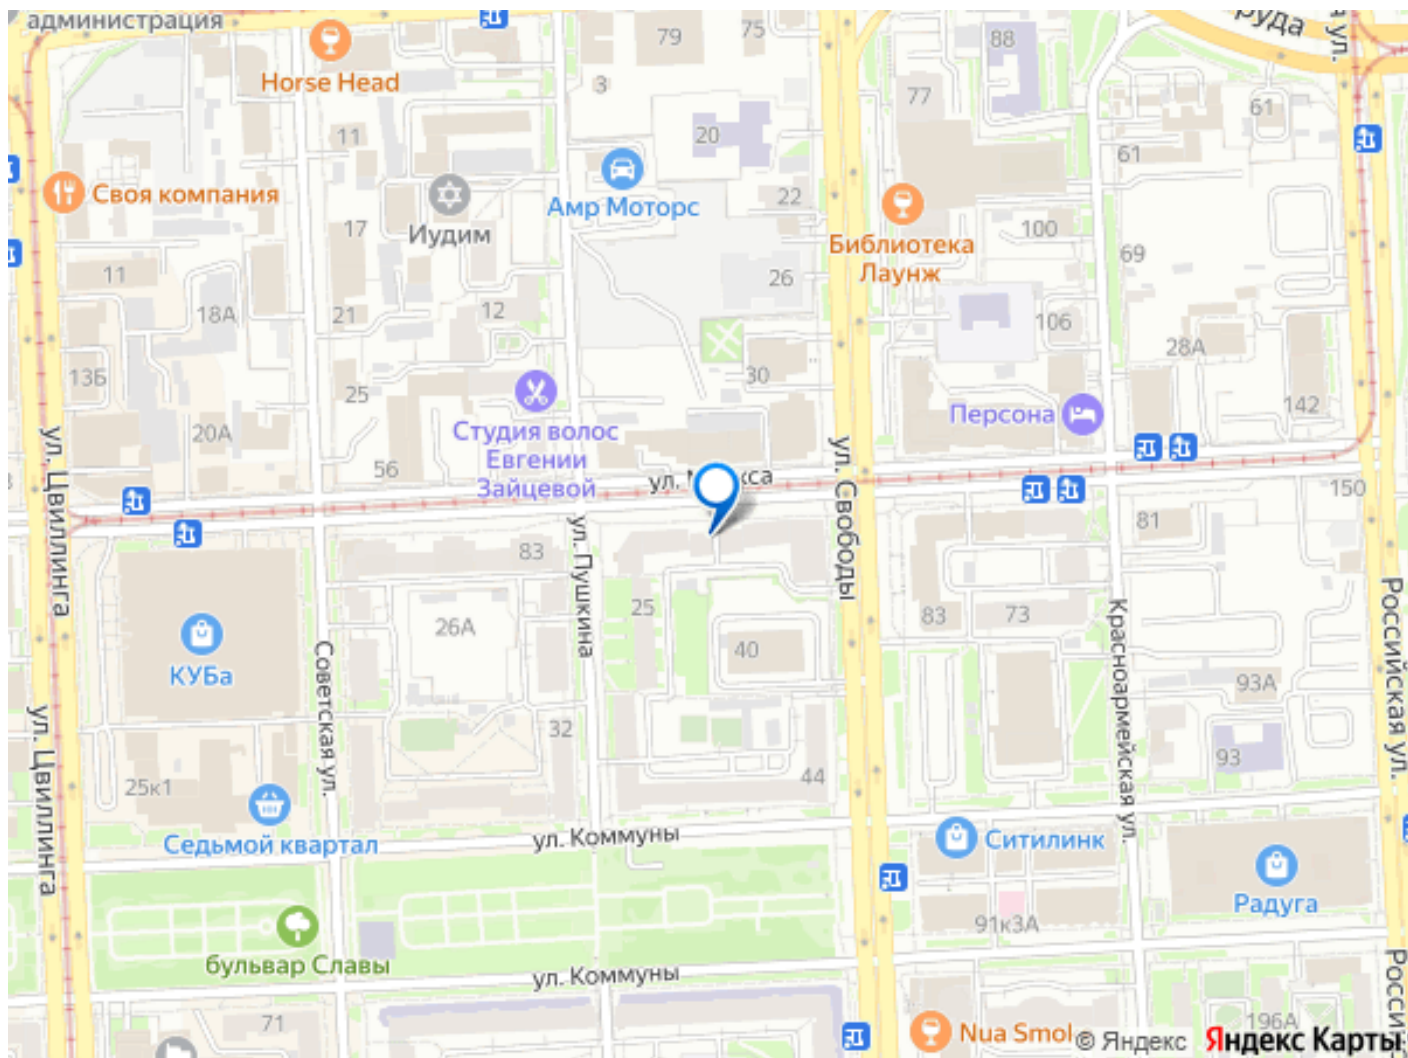 администрация
Horse Head
79
75
88
руда
а ул.
3
77
61
11
20
61
Своя компания
Амр Моторс
22
17
Иудим
100
Библиотека
Лаунж
69
11
26
18А
21
12
106
28А
13Б
30
25
142
Студия волос
Евгении
Зайцевой
Персона
20А
56
ул. Цвиллинга
ул. М
кса
ул. Свободы
150
81
83
ул. Пушкина
25
26А
КУБа
40
83
73
Советская ул.
Красноармейская ул.
Российская ул.
93А
32
ул. Цвиллинга
44
93
25к1
Седьмой квартал
ул. Коммуны
Ситилинк
Радуга
91к3А
бульвар Славы
ул. Коммуны
Росси
71
Nua Smol
196А
© Яндекс
Яндекс Карты